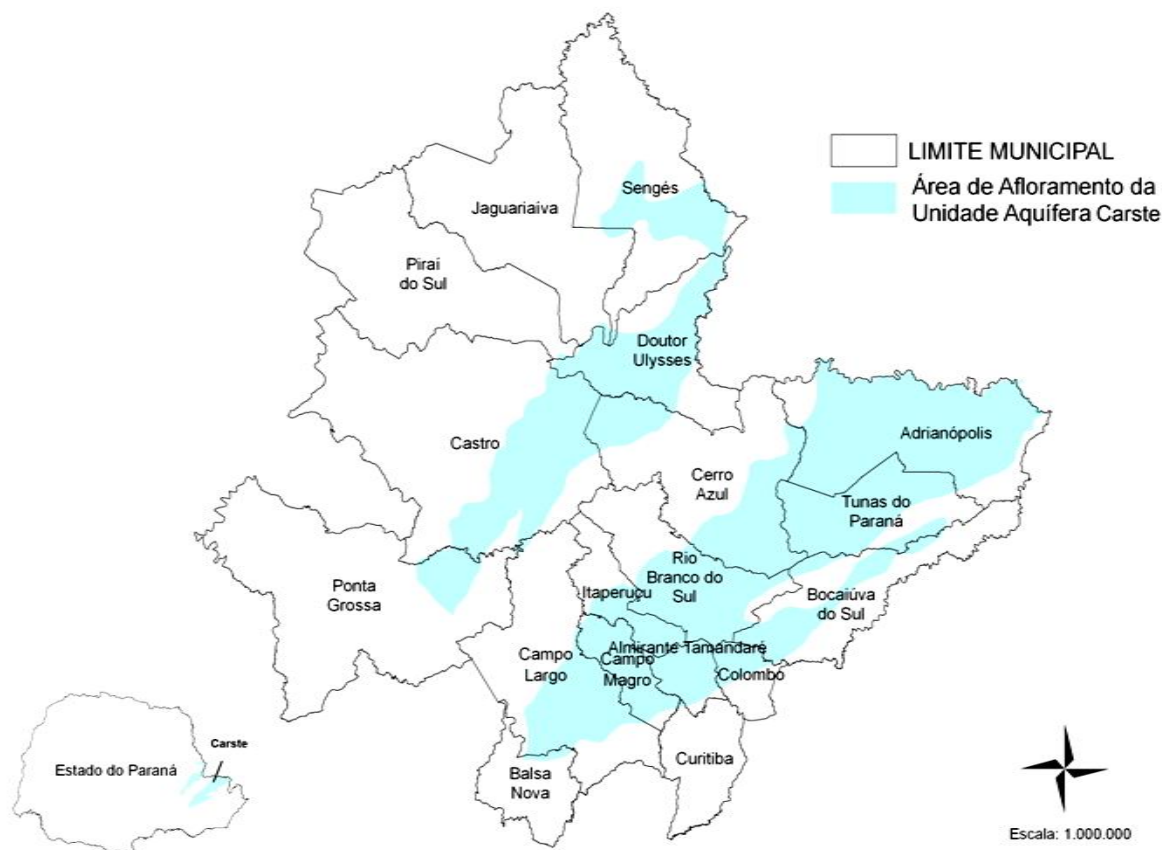 LIMITE MUNICIPAL
Área de Afloramento da
Unidade Aquífera Carste
Sengés
Jaguariaiva
Piraí
do Sul
Doutor
Ulysses
Castro
Adrianópolis
Cerro
Azul
Tunas do
Paraná
Ponta
Grossa
Rio
Branco do
Sul
Itaperuçu
Bocaiúva
do Sul
Campo
Largo
Almirante Tamandaré
Campo
Magro
Colombo
Curitiba
Balsa
Nova
Carste
Estado do Paraná
Escala: 1.000.000